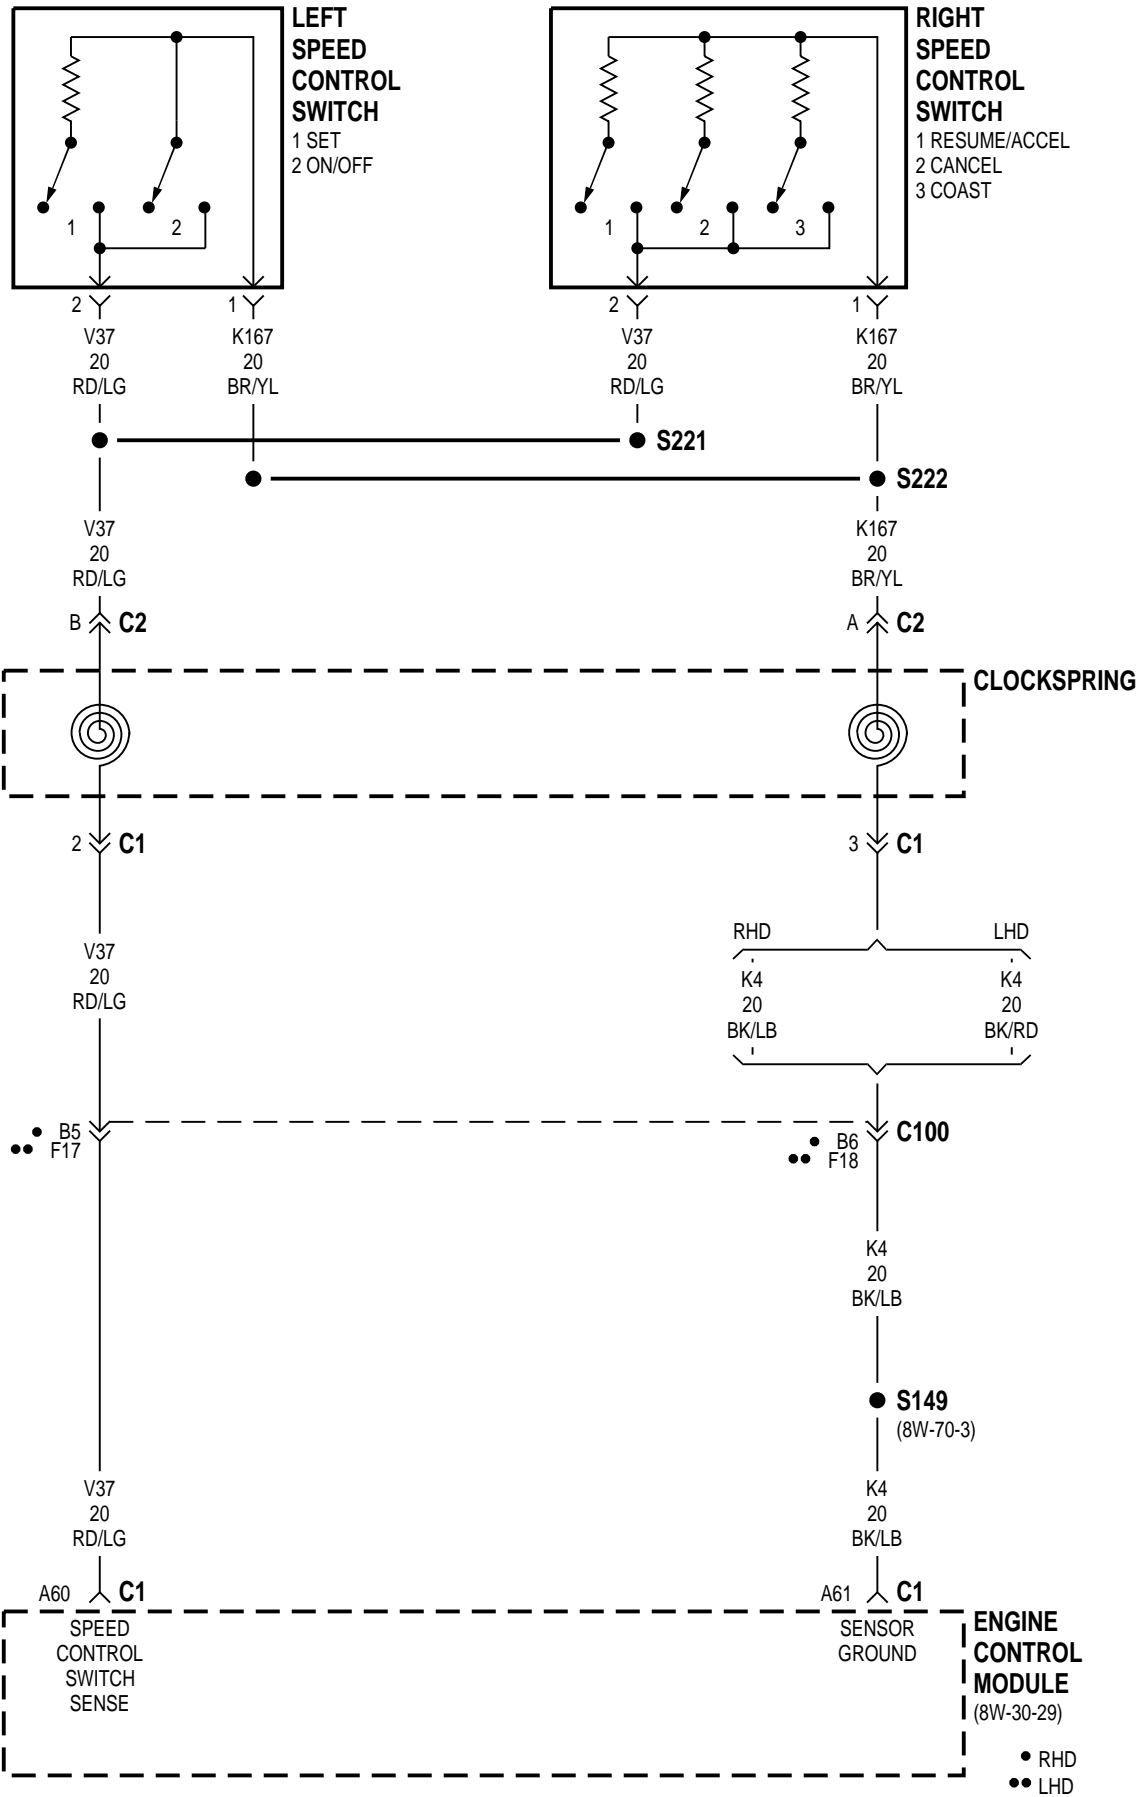 LEFT
SPEED
CONTROL
SWITCH
1 SET
2 ON/OFF
RIGHT
SPEED
CONTROL
SWITCH
1 RESUME/ACCEL
2 CANCEL
3 COAST
1
2
1
2
3
2
1
2
1
V37
20
RD/LG
K167
20
BR/YL
V37
20
RD/LG
K167
20
BR/YL
S221
S222
V37
20
RD/LG
K167
20
BR/YL
B
C2
A
C2
CLOCKSPRING
2
C1
3
C1
RHD
LHD
V37
20
RD/LG
K4
20
BK/LB
K4
20
BK/RD
B5
F17
B6
F18
C100
K4
20
BK/LB
S149
(8W-70-3)
V37
20
RD/LG
K4
20
BK/LB
A60
C1
A61
C1
SPEED
CONTROL
SWITCH
SENSE
SENSOR
GROUND
ENGINE
CONTROL
MODULE
(8W-30-29)
RHD
LHD